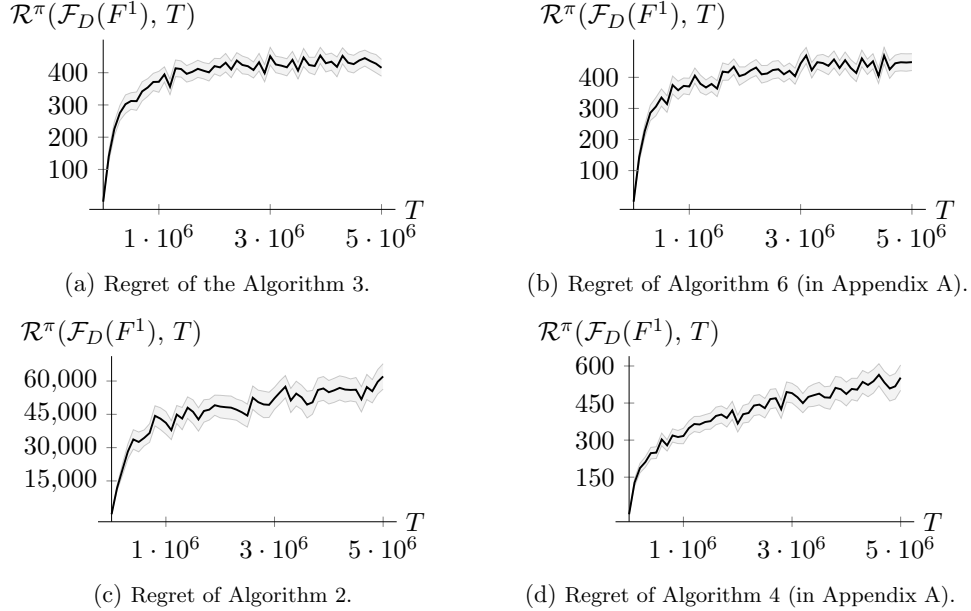 𝓡^π(𝓕_D(F^1), T)
400
300
200
100
T
1 · 10^6
3 · 10^6
5 · 10^6
(a) Regret of the Algorithm 3.
𝓡^π(𝓕_D(F^1), T)
400
300
200
100
T
1 · 10^6
3 · 10^6
5 · 10^6
(b) Regret of Algorithm 6 (in Appendix A).
𝓡^π(𝓕_D(F^1), T)
60,000
45,000
30,000
15,000
T
1 · 10^6
3 · 10^6
5 · 10^6
(c) Regret of Algorithm 2.
𝓡^π(𝓕_D(F^1), T)
600
450
300
150
T
1 · 10^6
3 · 10^6
5 · 10^6
(d) Regret of Algorithm 4 (in Appendix A).